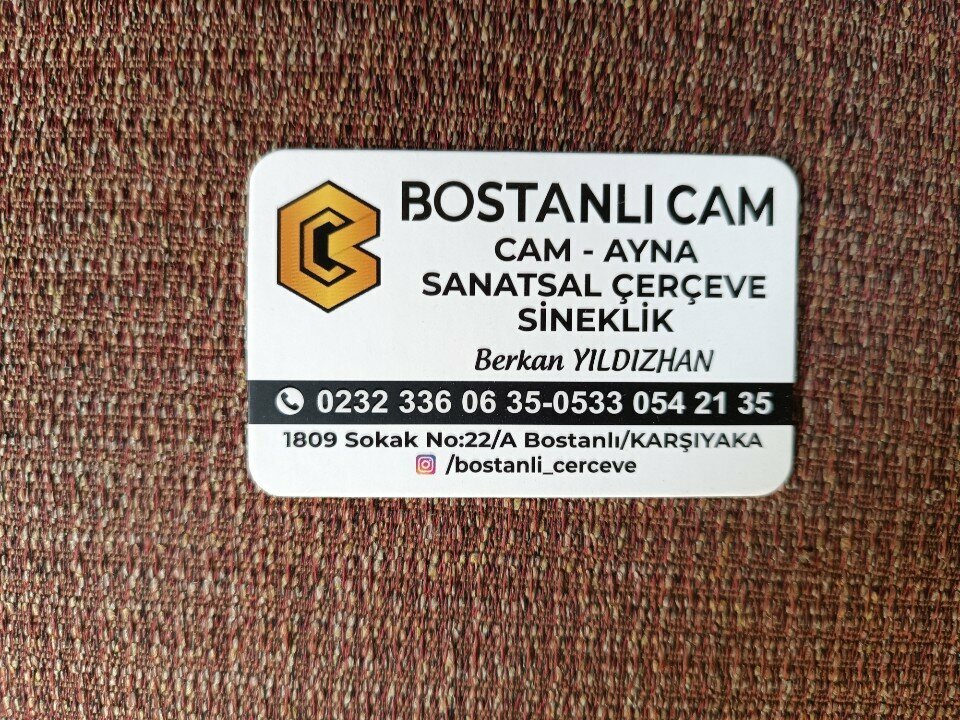 BOSTANLI CAM
CAM - AYNA
SANATSAL ÇERÇEVE
SİNEKLİK
Berkan YILDIZHAN
0232 336 06 35-0533 054 21 35
1809 Sokak No:22/A Bostanlı/KARŞIYAKA
/bostanli_cerceve